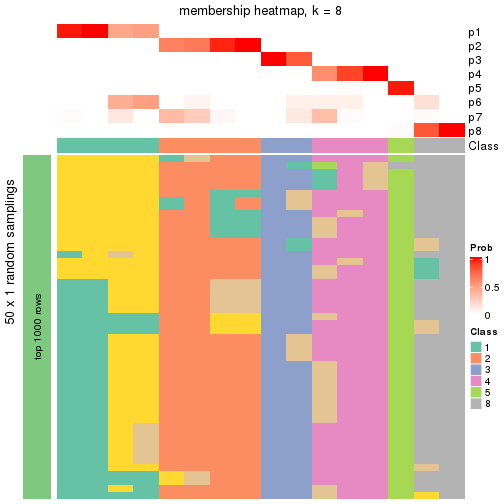 membership heatmap, k = 8
p1
p2
p3
p4
p5
p6
p7
p8
Class
50 x 1 random samplings
top 1000 rows
Prob
1
0.5
0
Class
1
2
3
4
5
8